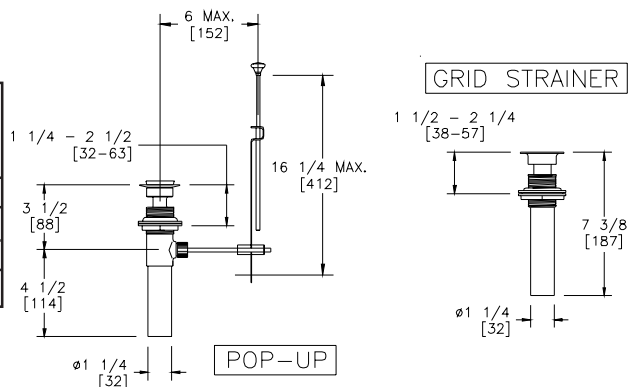 6 MAX.
[152]
GRID STRAINER
1 1/2 – 2 1/4
[38–57]
1 1/4 – 2 1/2
[32–63]
16 1/4 MAX.
[412]
3 1/2
[88]
7 3/8
[187]
4 1/2
[114]
ø1 1/4
[32]
ø1 1/4
[32]
POP–UP